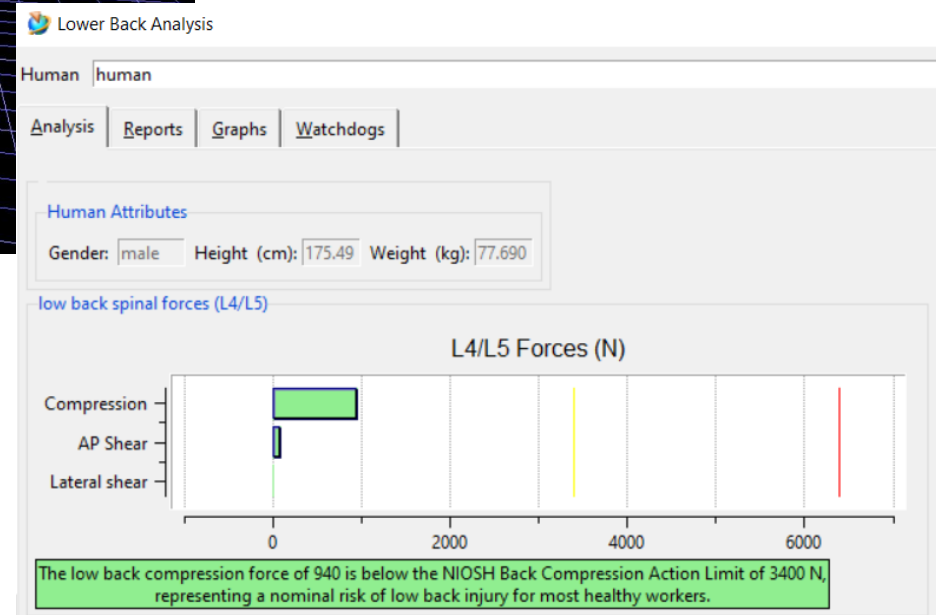 Lower Back Analysis
Human human
Analysis Reports Graphs Watchdogs
Human Attributes
Gender: male Height (cm): 175.49 Weight (kg): 77.690
low back spinal forces (L4/L5)
L4/L5 Forces (N)
Compression
AP Shear
Lateral shear
0 2000 4000 6000
The low back compression force of 940 is below the NIOSH Back Compression Action Limit of 3400 N,
representing a nominal risk of low back injury for most healthy workers.